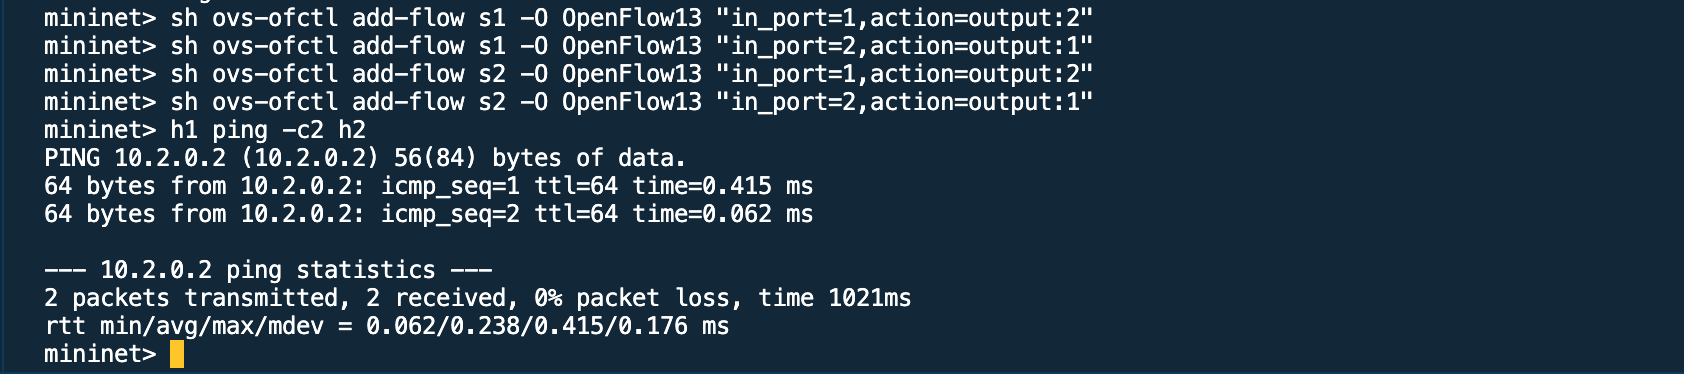 mininet> sh ovs-ofctl add-flow s1 -O OpenFlow13 "in_port=1,action=output:2"
mininet> sh ovs-ofctl add-flow s1 -O OpenFlow13 "in_port=2,action=output:1"
mininet> sh ovs-ofctl add-flow s2 -O OpenFlow13 "in_port=1,action=output:2"
mininet> sh ovs-ofctl add-flow s2 -O OpenFlow13 "in_port=2,action=output:1"
mininet> h1 ping -c2 h2
PING 10.2.0.2 (10.2.0.2) 56(84) bytes of data.
64 bytes from 10.2.0.2: icmp_seq=1 ttl=64 time=0.415 ms
64 bytes from 10.2.0.2: icmp_seq=2 ttl=64 time=0.062 ms

--- 10.2.0.2 ping statistics ---
2 packets transmitted, 2 received, 0% packet loss, time 1021ms
rtt min/avg/max/mdev = 0.062/0.238/0.415/0.176 ms
mininet>